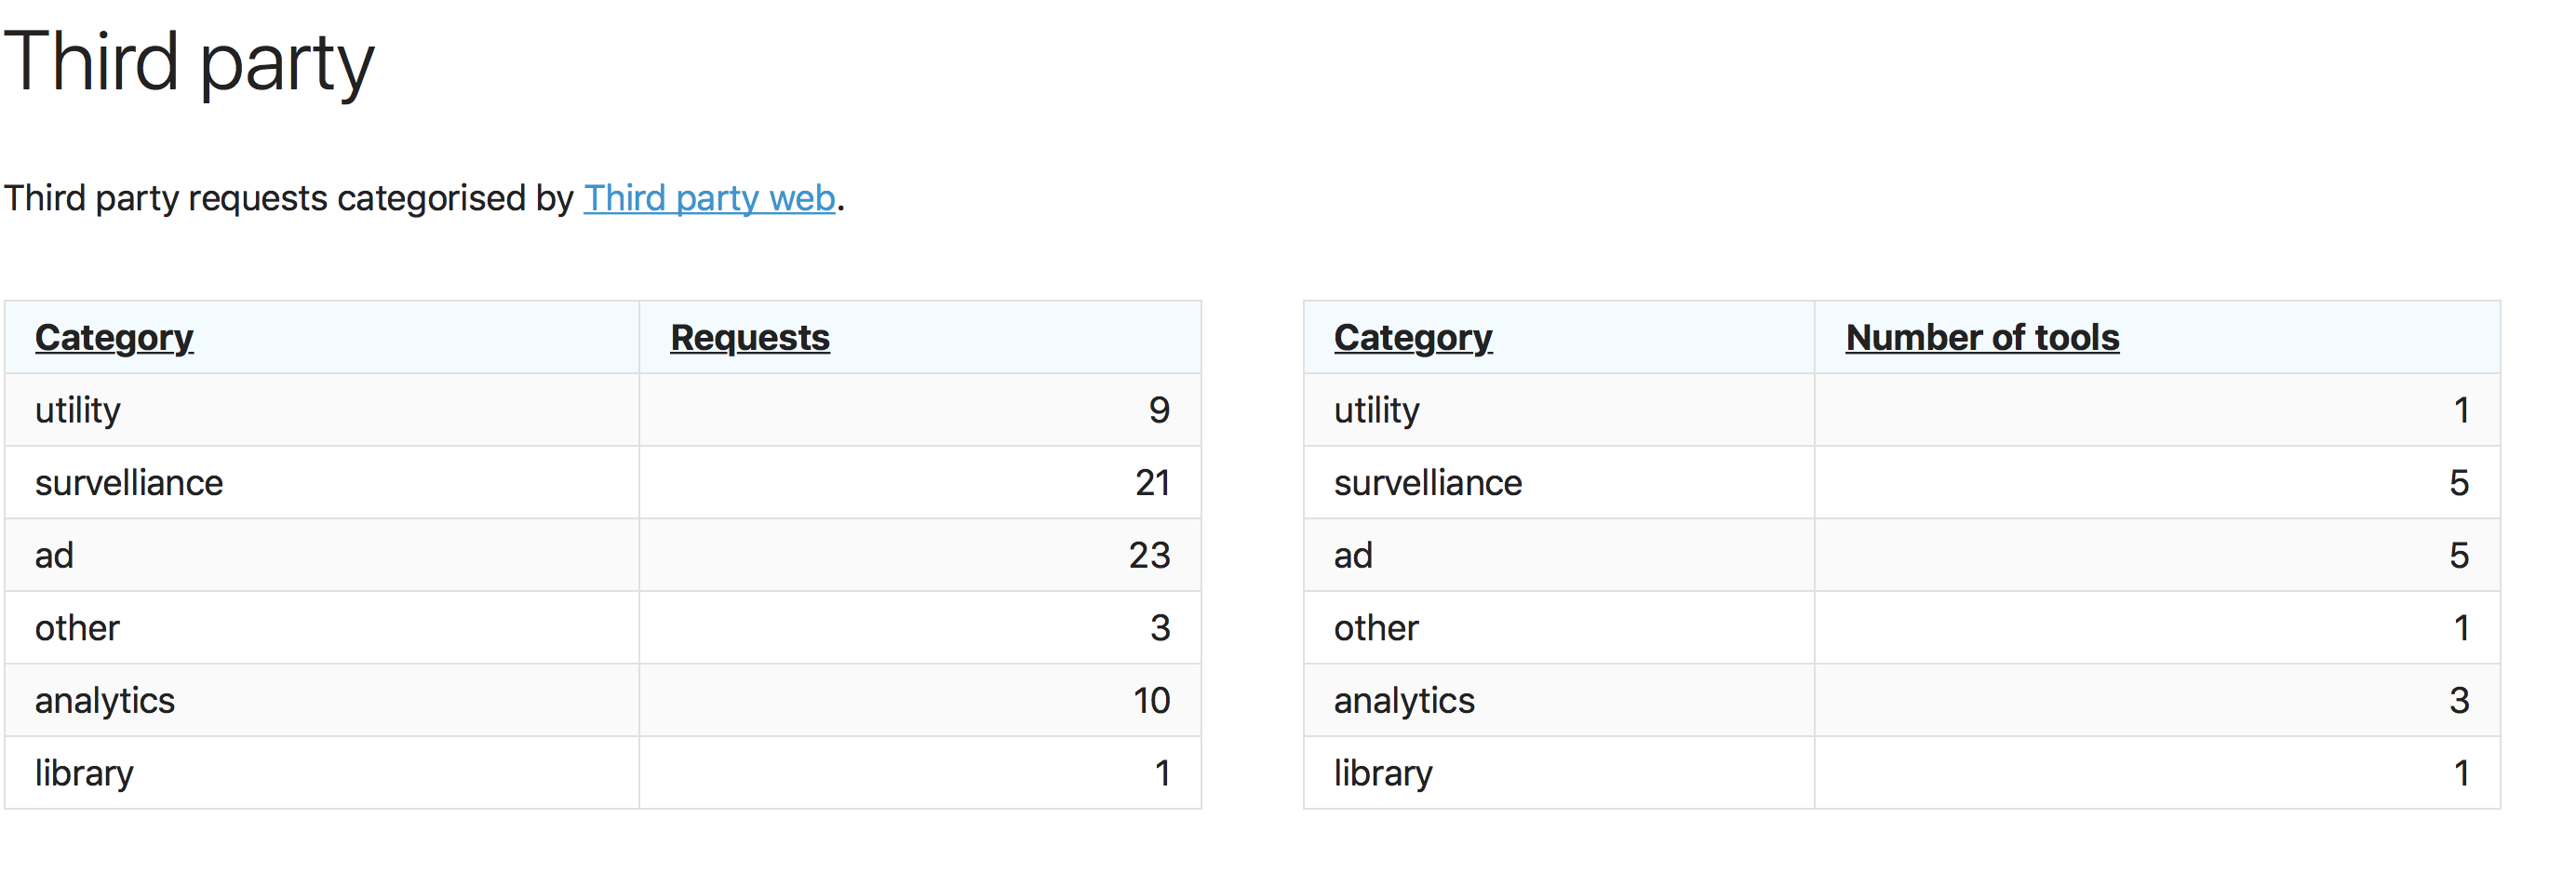 Third party
Third party requests categorised by Third party web.
Category Requests
utility 9
survelliance 21
ad 23
other 3
analytics 10
library 1
Category Number of tools
utility 1
survelliance 5
ad 5
other 1
analytics 3
library 1